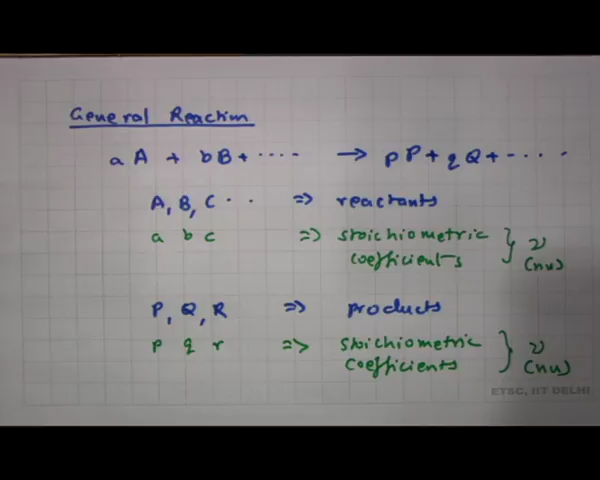 General Reaction
aA + bB + ···· → pP + qQ + ····
A, B, C ·· => reactants
a b c => stoichiometric } ν
coefficients (nu)
P, Q, R => products
p q r => stoichiometric } ν
coefficients (nu)
ETSC, IIT DELHI